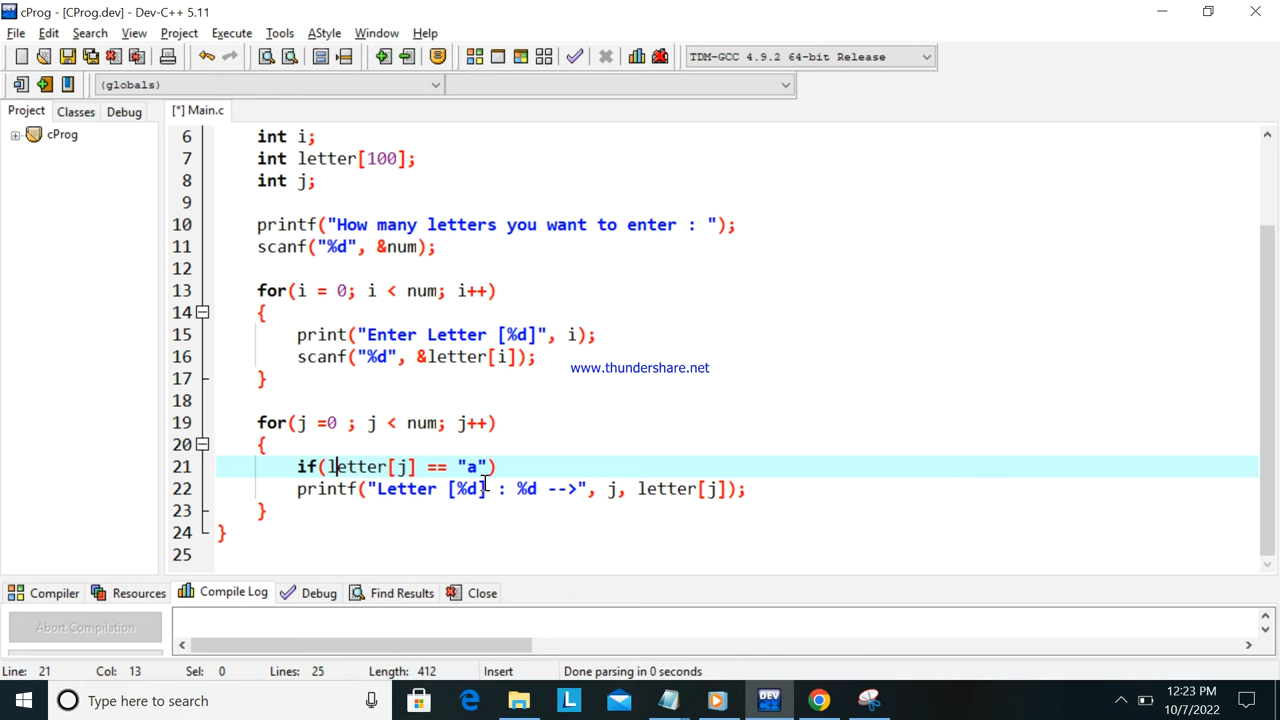 cProg - [CProg.dev] - Dev-C++ 5.11
File Edit Search View Project Execute Tools AStyle Window Help
TDM-GCC 4.9.2 64-bit Release
(globals)
Project Classes Debug [*] Main.c
cProg
6 int i;
7 int letter[100];
8 int j;
9
10 printf("How many letters you want to enter : ");
11 scanf("%d", &num);
12
13 for(i = 0; i < num; i++)
14 {
15 print("Enter Letter [%d]", i);
16 scanf("%d", &letter[i]);
www.thundershare.net
17 }
18
19 for(j =0 ; j < num; j++)
20 {
21 if(letter[j] == "a")
22 printf("Letter [%d] : %d -->", j, letter[j]);
23 }
24 }
25
Compiler Resources Compile Log Debug Find Results Close
Abort Compilation
Line: 21 Col: 13 Sel: 0 Lines: 25 Length: 412 Insert Done parsing in 0 seconds
Type here to search
L
DEV
12:23 PM
10/7/2022